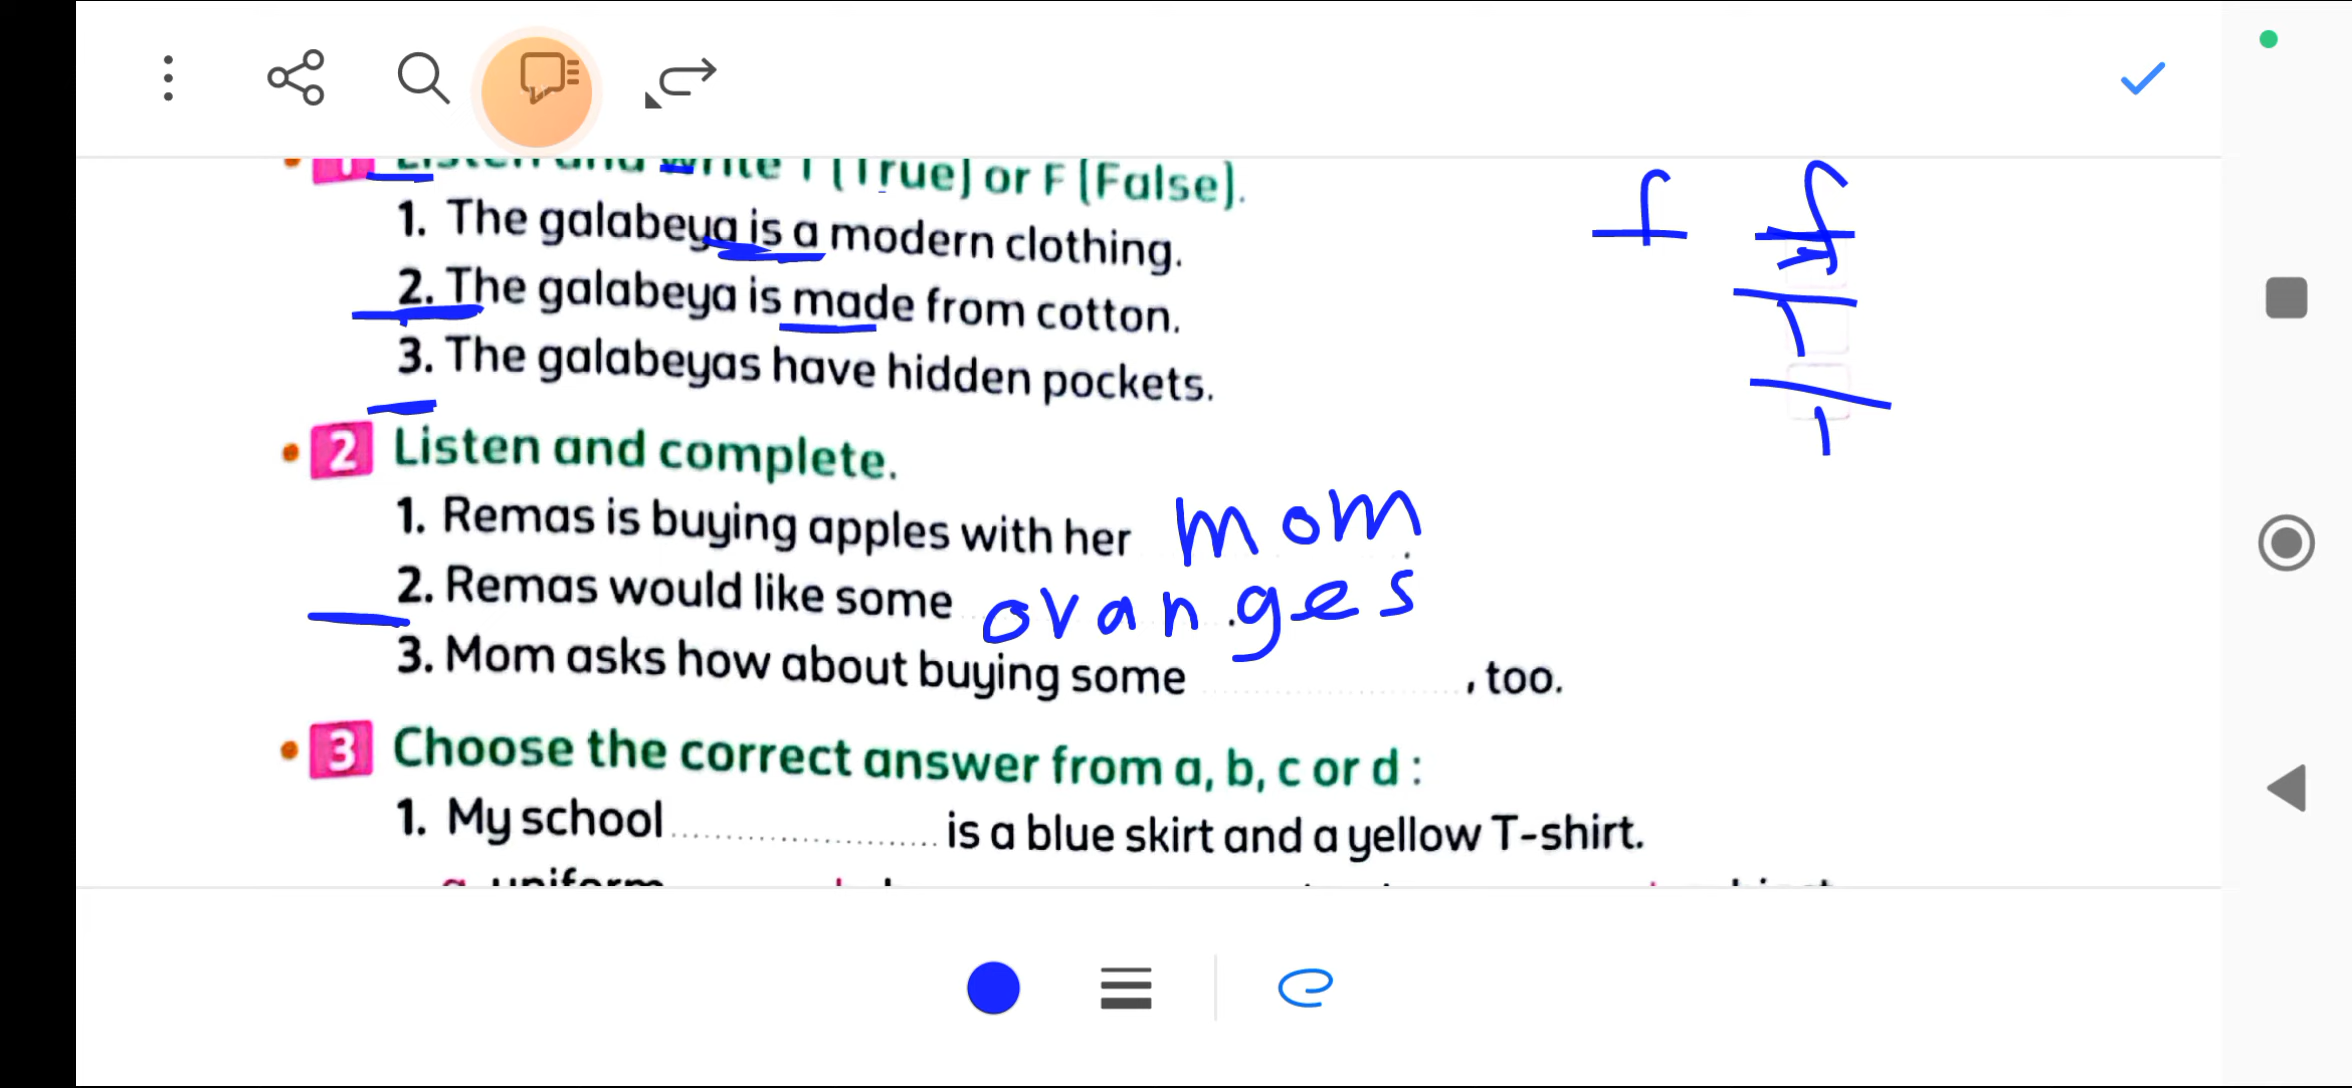 1 Listen and write T (True) or F (False).
1. The galabeya is a modern clothing. f f
2. The galabeya is made from cotton. T
3. The galabeyas have hidden pockets. T
2 Listen and complete.
1. Remas is buying apples with her mom.
2. Remas would like some oranges.
3. Mom asks how about buying some ............, too.
3 Choose the correct answer from a, b, c or d :
1. My school ............ is a blue skirt and a yellow T-shirt.
a. uniform